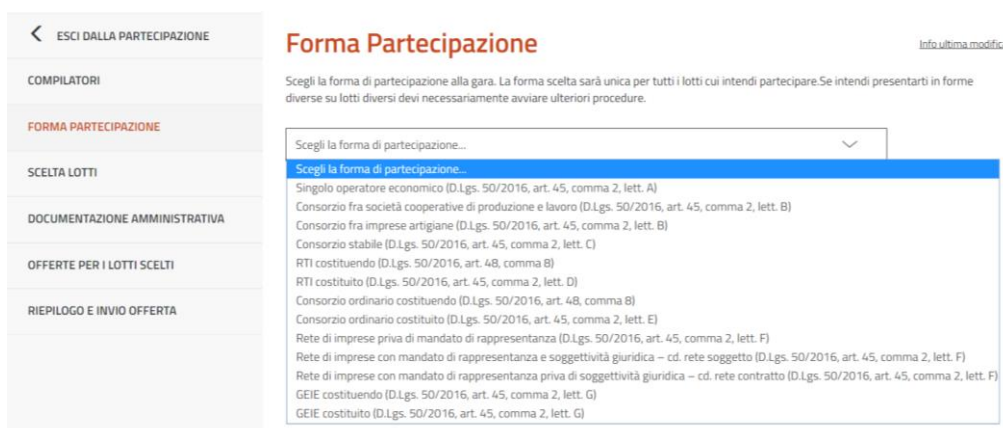 ESCI DALLA PARTECIPAZIONE
COMPILATORI
FORMA PARTECIPAZIONE
SCELTA LOTTI
DOCUMENTAZIONE AMMINISTRATIVA
OFFERTE PER I LOTTI SCELTI
RIEPILOGO E INVIO OFFERTA
Forma Partecipazione
Info ultima modific
Scegli la forma di partecipazione alla gara. La forma scelta sarà unica per tutti i lotti cui intendi partecipare.Se intendi presentarti in forme
diverse su lotti diversi devi necessariamente avviare ulteriori procedure.
Scegli la forma di partecipazione...
Scegli la forma di partecipazione...
Singolo operatore economico (D.Lgs. 50/2016, art. 45, comma 2, lett. A)
Consorzio fra società cooperative di produzione e lavoro (D.Lgs. 50/2016, art. 45, comma 2, lett. B)
Consorzio fra imprese artigiane (D.Lgs. 50/2016, art. 45, comma 2, lett. B)
Consorzio stabile (D.Lgs. 50/2016, art. 45, comma 2, lett. C)
RTI costituendo (D.Lgs. 50/2016, art. 48, comma 8)
RTI costituito (D.Lgs. 50/2016, art. 45, comma 2, lett. D)
Consorzio ordinario costituendo (D.Lgs. 50/2016, art. 48, comma 8)
Consorzio ordinario costituito (D.Lgs. 50/2016, art. 45, comma 2, lett. E)
Rete di imprese priva di mandato di rappresentanza (D.Lgs. 50/2016, art. 45, comma 2, lett. F)
Rete di imprese con mandato di rappresentanza e soggettività giuridica – cd. rete soggetto (D.Lgs. 50/2016, art. 45, comma 2, lett. F)
Rete di imprese con mandato di rappresentanza priva di soggettività giuridica – cd. rete contratto (D.Lgs. 50/2016, art. 45, comma 2, lett. F)
GEIE costituendo (D.Lgs. 50/2016, art. 45, comma 2, lett. G)
GEIE costituito (D.Lgs. 50/2016, art. 45, comma 2, lett. G)